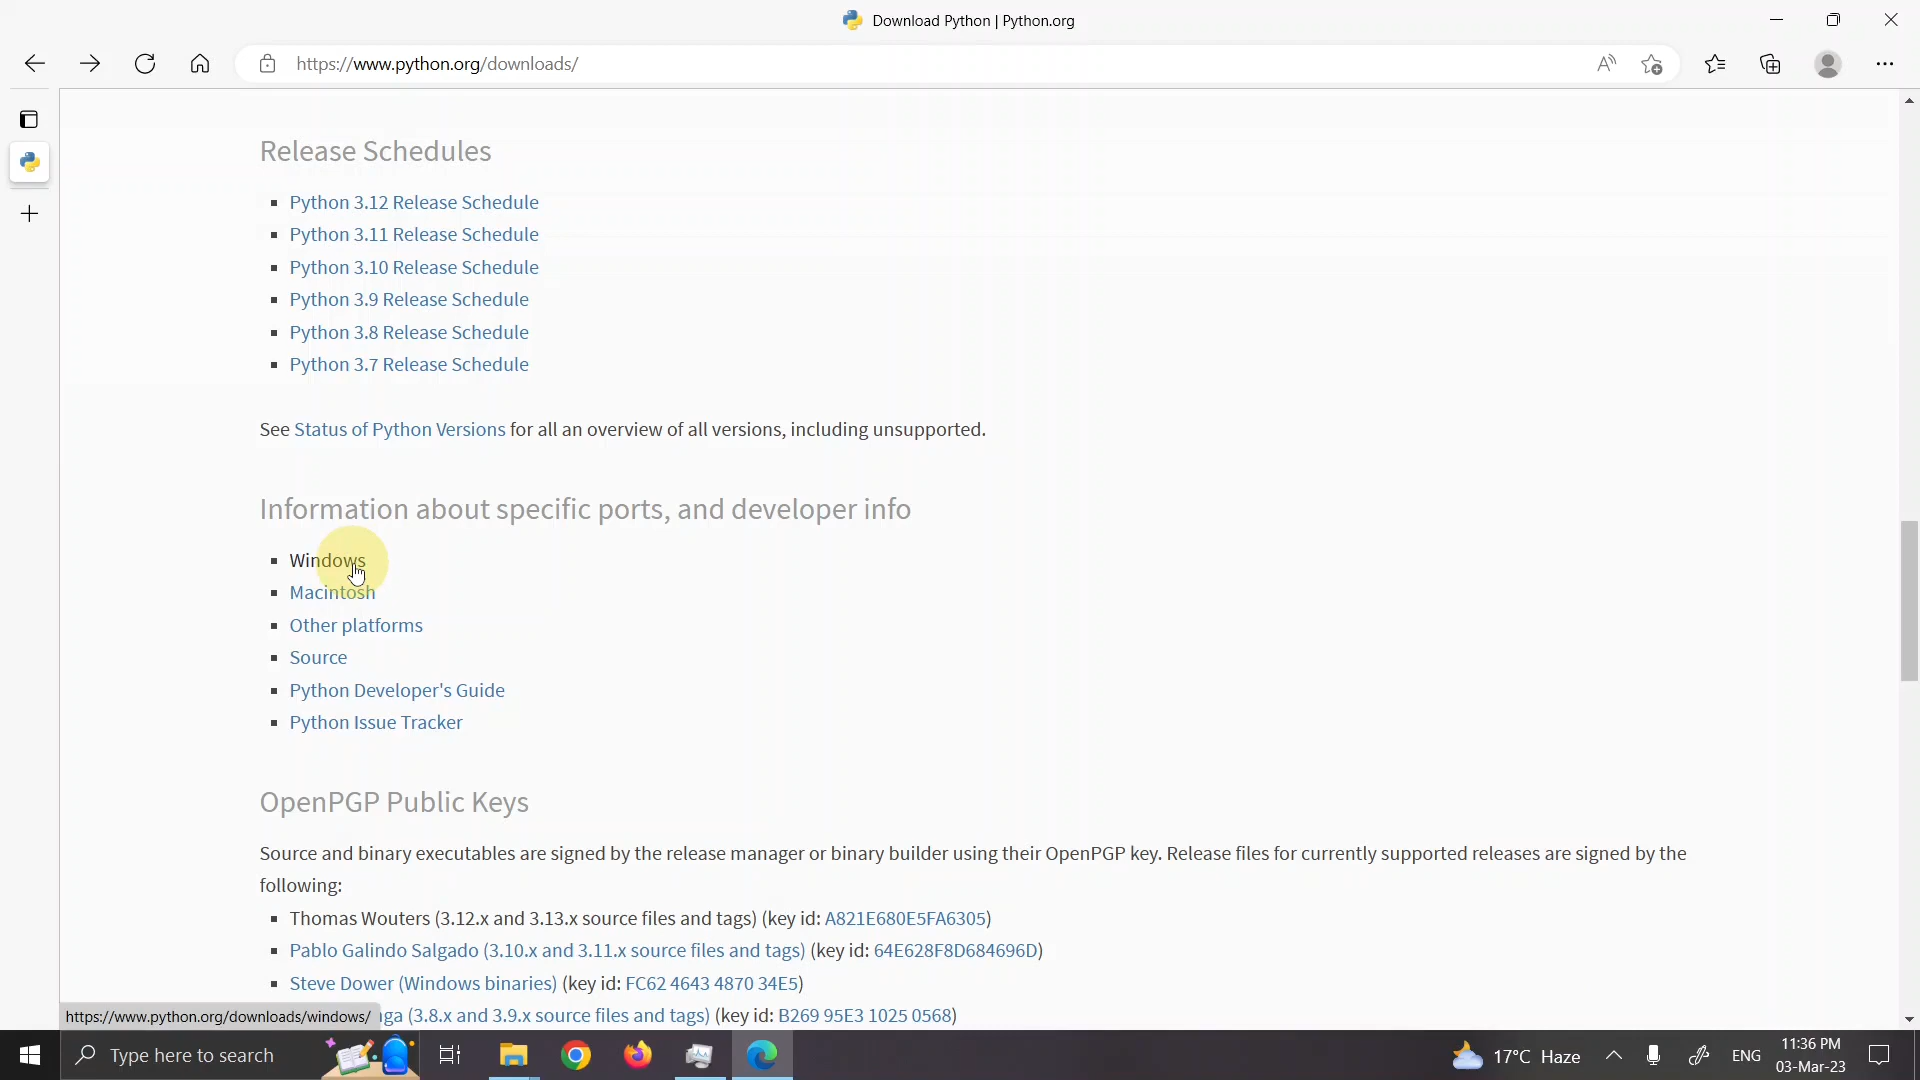 Download Python | Python.org
https://www.python.org/downloads/
Release Schedules
Python 3.12 Release Schedule
Python 3.11 Release Schedule
Python 3.10 Release Schedule
Python 3.9 Release Schedule
Python 3.8 Release Schedule
Python 3.7 Release Schedule
See Status of Python Versions for all an overview of all versions, including unsupported.
Information about specific ports, and developer info
Windows
Macintosh
Other platforms
Source
Python Developer's Guide
Python Issue Tracker
OpenPGP Public Keys
Source and binary executables are signed by the release manager or binary builder using their OpenPGP key. Release files for currently supported releases are signed by the
following:
Thomas Wouters (3.12.x and 3.13.x source files and tags) (key id: A821E680E5FA6305)
Pablo Galindo Salgado (3.10.x and 3.11.x source files and tags) (key id: 64E628F8D684696D)
Steve Dower (Windows binaries) (key id: FC62 4643 4870 34E5)
https://www.python.org/downloads/windows/ (3.8.x and 3.9.x source files and tags) (key id: B269 95E3 1025 0568)
Type here to search
17°C Haze
ENG
11:36 PM
03-Mar-23